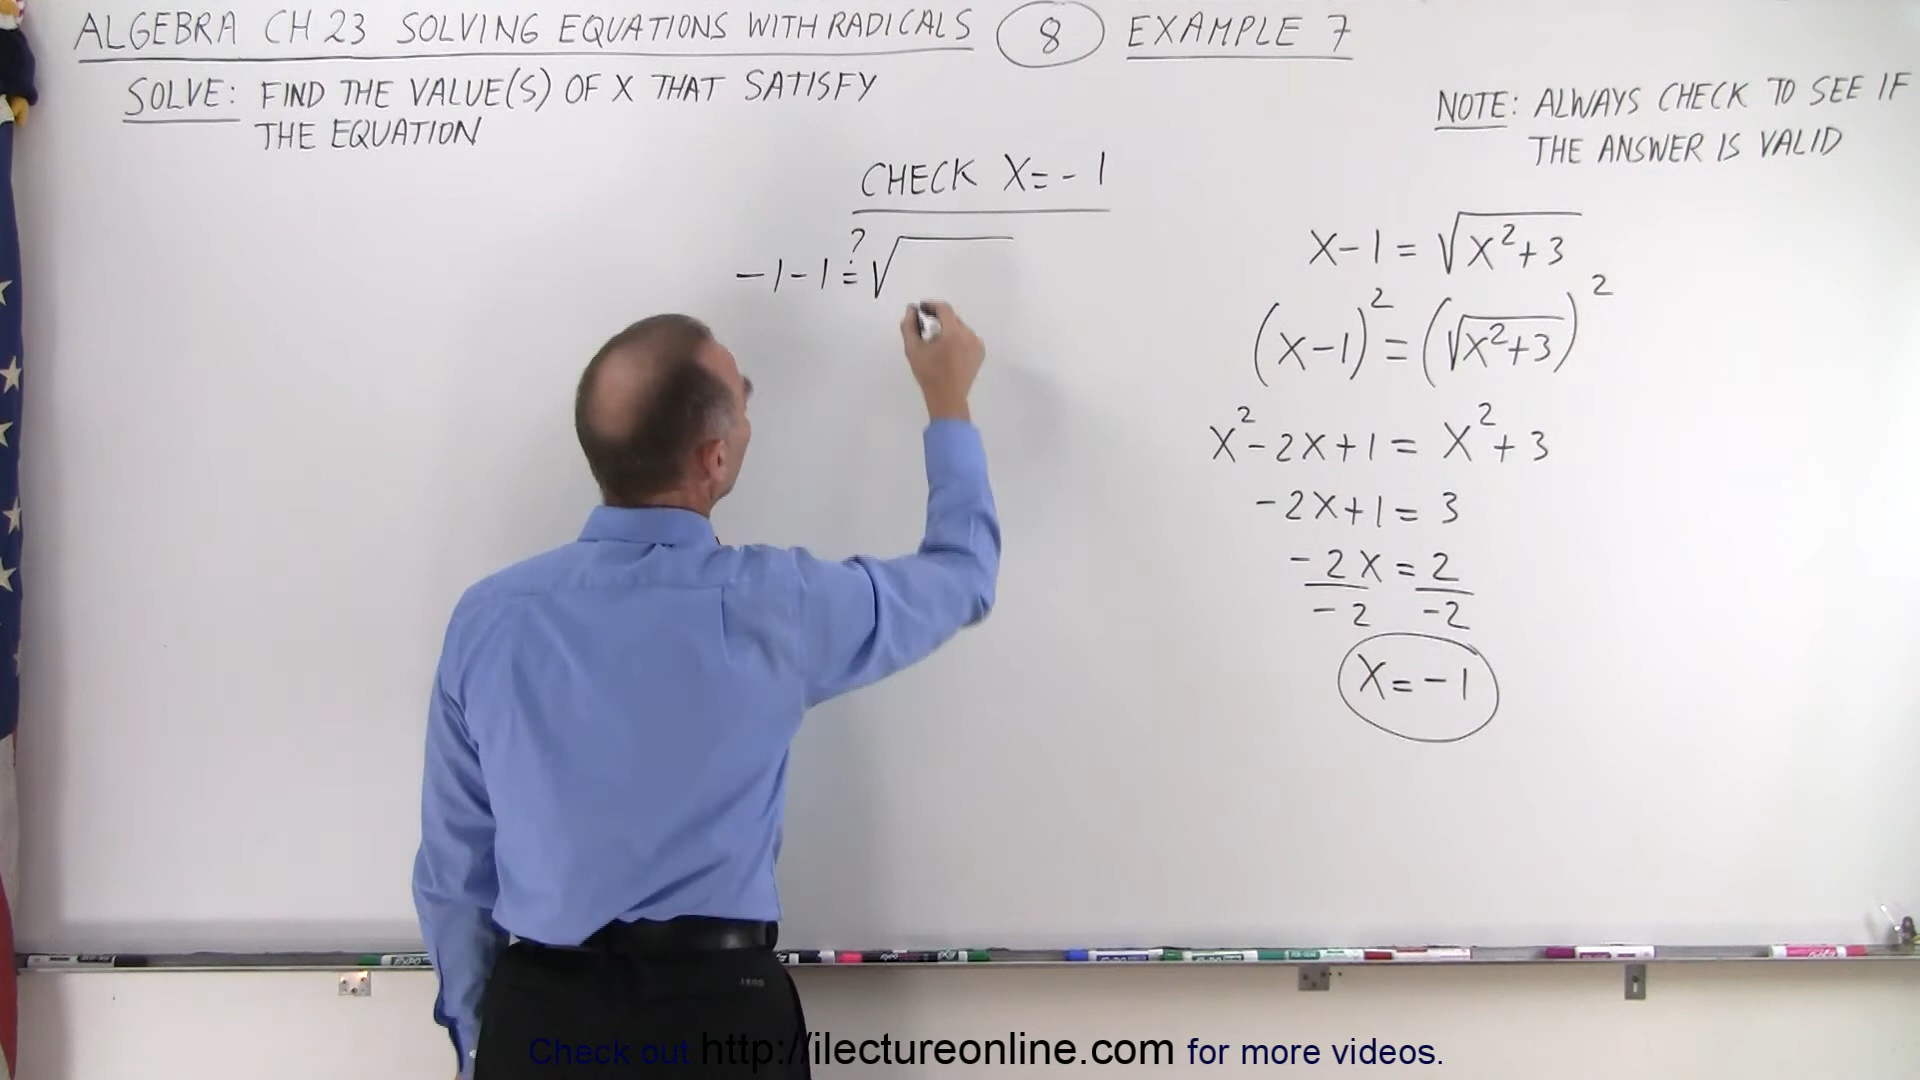 ALGEBRA CH 23 SOLVING EQUATIONS WITH RADICALS 8 EXAMPLE 7
SOLVE: FIND THE VALUE(S) OF X THAT SATISFY
THE EQUATION
NOTE: ALWAYS CHECK TO SEE IF
THE ANSWER IS VALID
CHECK X = -1
-1-1 ≟ √
X-1 = √(X²+3)
(X-1)² = (√(X²+3))²
X²-2X+1 = X²+3
-2X+1 = 3
-2X = 2
-2 -2
X = -1
Check out http://ilectureonline.com for more videos.